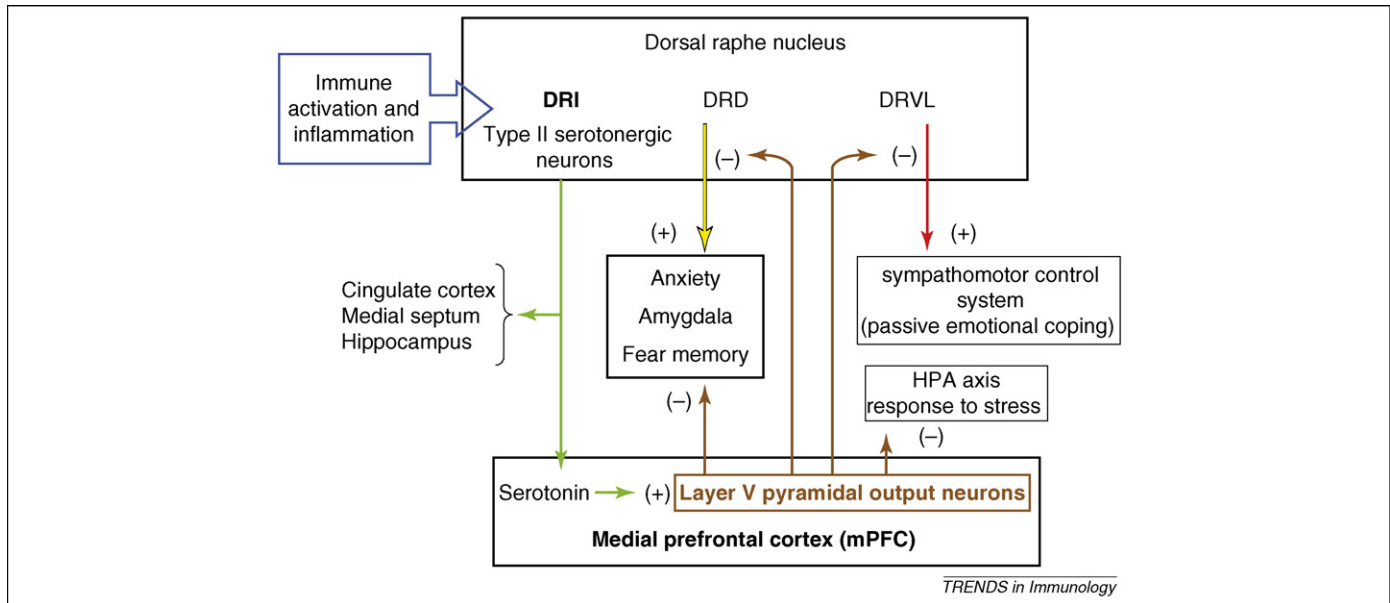 Dorsal raphe nucleus
Immune
activation and
inflammation
DRI
Type II serotonergic
neurons
DRD
DRVL
(–)
(–)
(+)
(+)
Anxiety
Amygdala
Fear memory
sympathomotor control
system
(passive emotional coping)
Cingulate cortex
Medial septum
Hippocampus
HPA axis
response to stress
(–)
(–)
Serotonin
(+)
Layer V pyramidal output neurons
Medial prefrontal cortex (mPFC)
TRENDS in Immunology